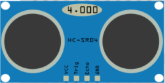 4.000
HC-SR04
Vcc
Trig
Echo
GND